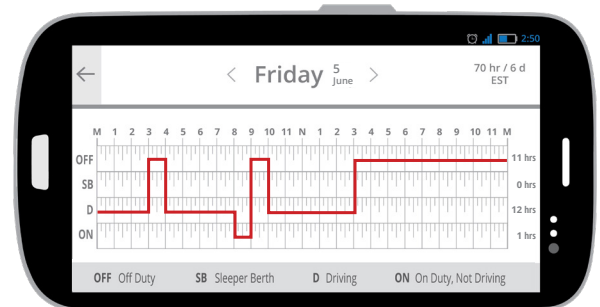 2:50
Friday 5 June
70 hr / 6 d
EST
M 1 2 3 4 5 6 7 8 9 10 11 N 1 2 3 4 5 6 7 8 9 10 11 M
OFF 11 hrs
SB 0 hrs
D 12 hrs
ON 1 hrs
OFF Off Duty SB Sleeper Berth D Driving ON On Duty, Not Driving